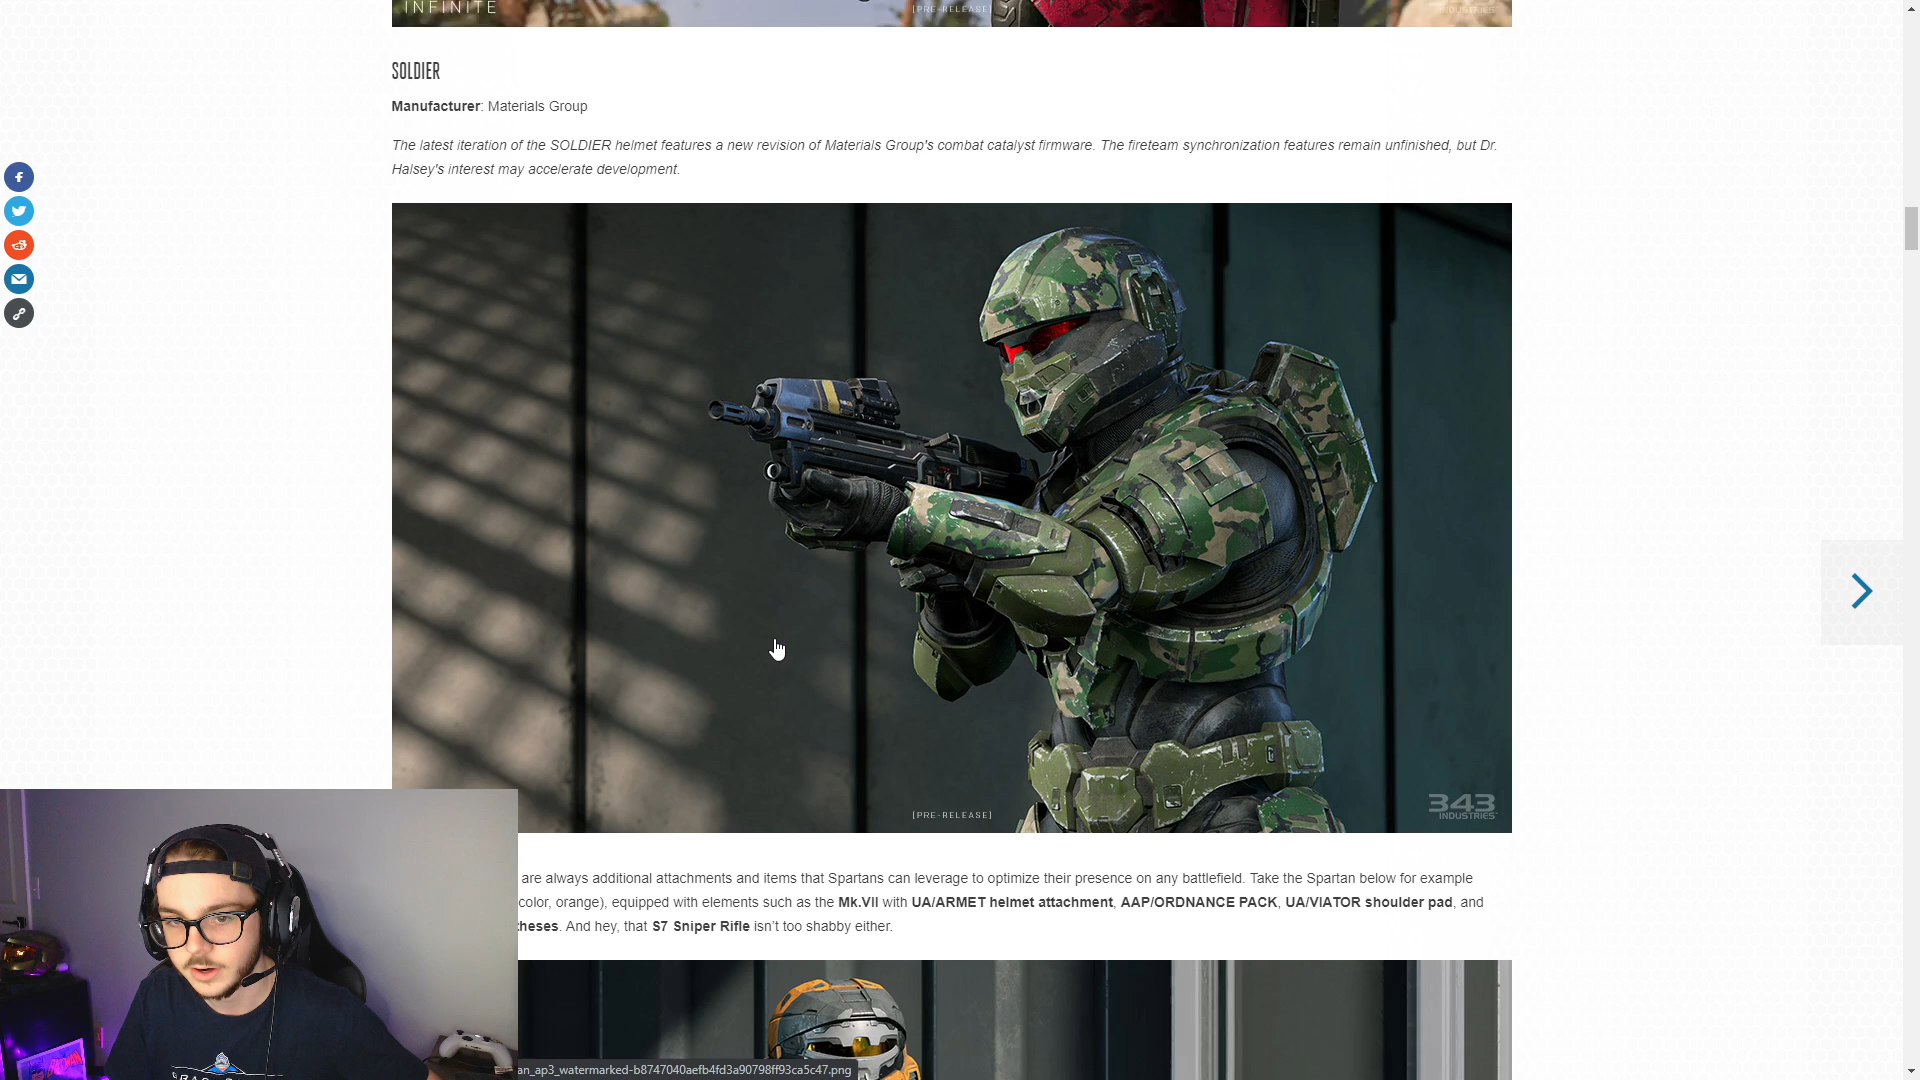 INFINITE
[PRE-RELEASE]
INDUSTRIES
SOLDIER
Manufacturer: Materials Group
The latest iteration of the SOLDIER helmet features a new revision of Materials Group's combat catalyst firmware. The fireteam synchronization features remain unfinished, but Dr.
Halsey's interest may accelerate development.
[PRE-RELEASE]
343
INDUSTRIES
are always additional attachments and items that Spartans can leverage to optimize their presence on any battlefield. Take the Spartan below for example
color, orange), equipped with elements such as the Mk.VII with UA/ARMET helmet attachment, AAP/ORDNANCE PACK, UA/VIATOR shoulder pad, and
heses. And hey, that S7 Sniper Rifle isn't too shabby either.
an_ap3_watermarked-b8747040aefb4fd3a90798ff93ca5c47.png